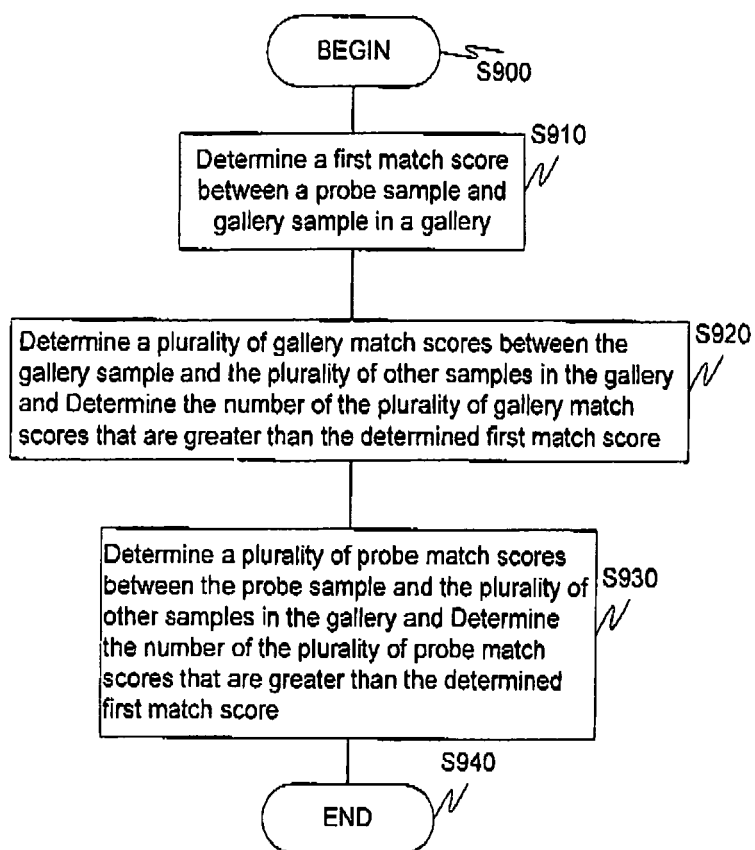 BEGIN
S900
S910
Determine a first match score
between a probe sample and
gallery sample in a gallery
S920
Determine a plurality of gallery match scores between the
gallery sample and the plurality of other samples in the gallery
and Determine the number of the plurality of gallery match
scores that are greater than the determined first match score
Determine a plurality of probe match scores
between the probe sample and the plurality of
other samples in the gallery and Determine
the number of the plurality of probe match
scores that are greater than the determined
first match score
S930
S940
END